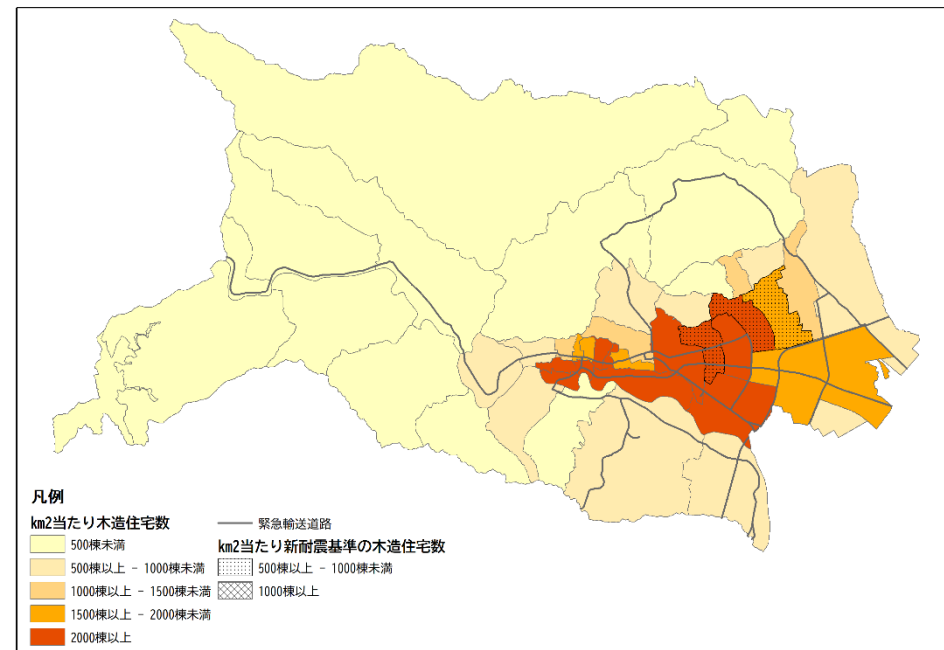 凡例
km2当たり木造住宅数
500棟未満
500棟以上 - 1000棟未満
1000棟以上 - 1500棟未満
1500棟以上 - 2000棟未満
2000棟以上
緊急輸送道路
km2当たり新耐震基準の木造住宅数
500棟以上 - 1000棟未満
1000棟以上